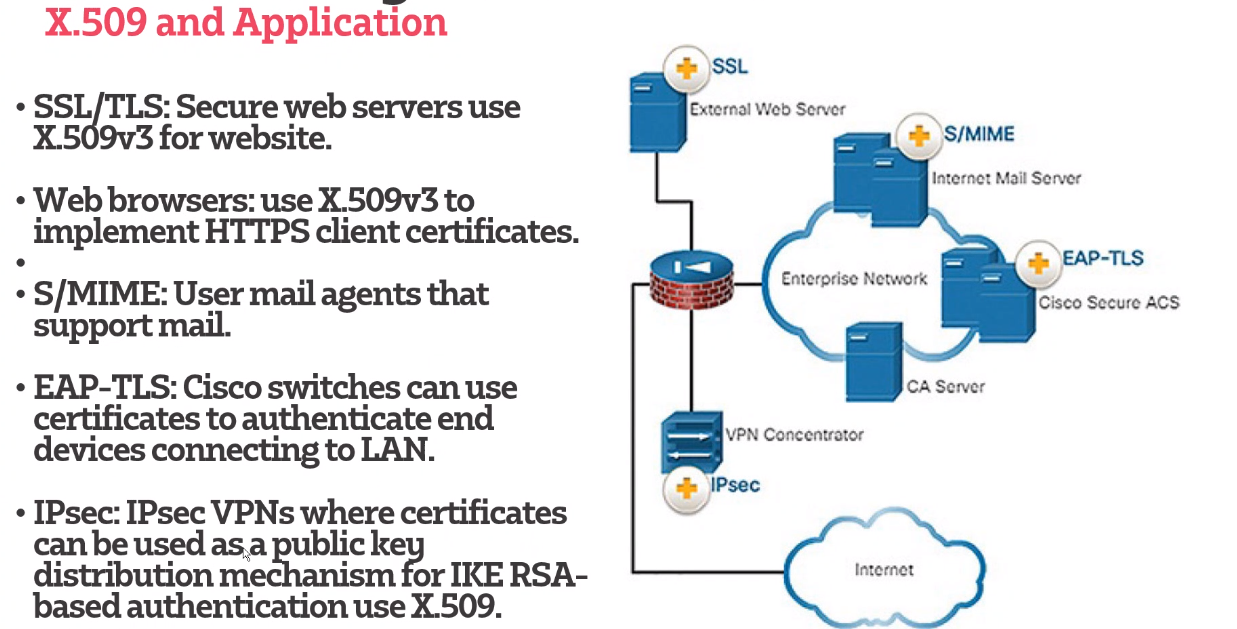 X.509 and Application
• SSL/TLS: Secure web servers use
X.509v3 for website.
• Web browsers: use X.509v3 to
implement HTTPS client certificates.
•
• S/MIME: User mail agents that
support mail.
• EAP-TLS: Cisco switches can use
certificates to authenticate end
devices connecting to LAN.
• IPsec: IPsec VPNs where certificates
can be used as a public key
distribution mechanism for IKE RSA-
based authentication use X.509.
SSL
External Web Server
S/MIME
Internet Mail Server
Enterprise Network
EAP-TLS
Cisco Secure ACS
CA Server
VPN Concentrator
IPsec
Internet